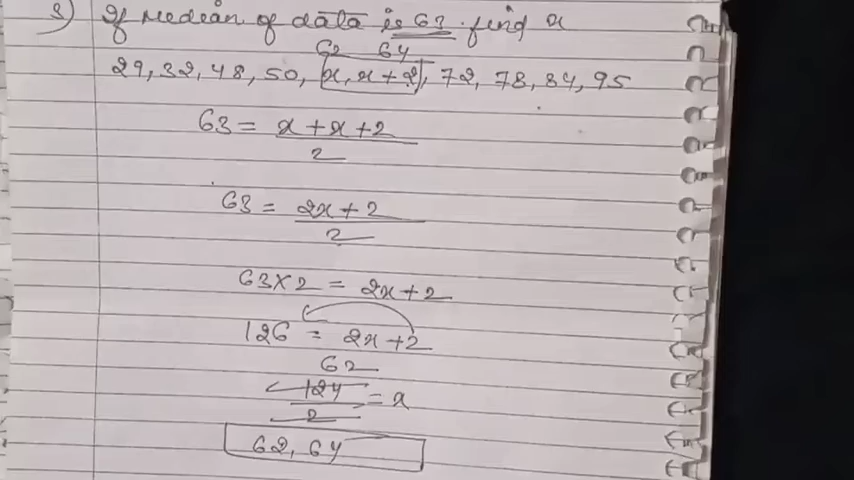 3) If Median of data is 63. find x
62 64
29, 32, 48, 50, x, x+2, 72, 78, 84, 95
63 = x+x+2
2
63 = 2x+2
2
63×2 = 2x+2
126 = 2x+2
62
124 = x
2
62, 64